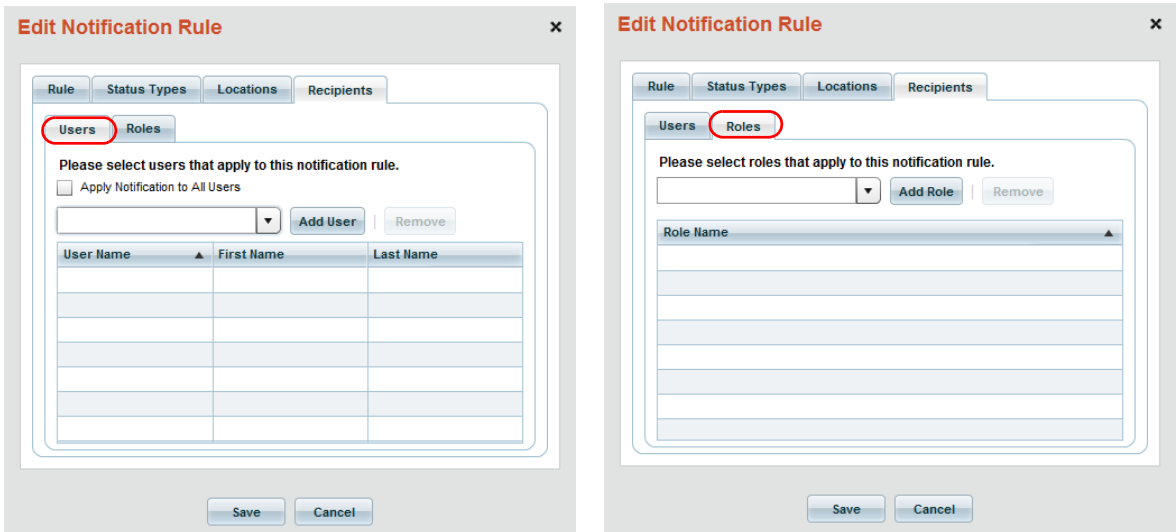 Edit Notification Rule
Rule Status Types Locations Recipients
Users Roles
Please select users that apply to this notification rule.
Apply Notification to All Users
Add User Remove
User Name First Name Last Name
Save Cancel
Edit Notification Rule
Rule Status Types Locations Recipients
Users Roles
Please select roles that apply to this notification rule.
Add Role Remove
Role Name
Save Cancel